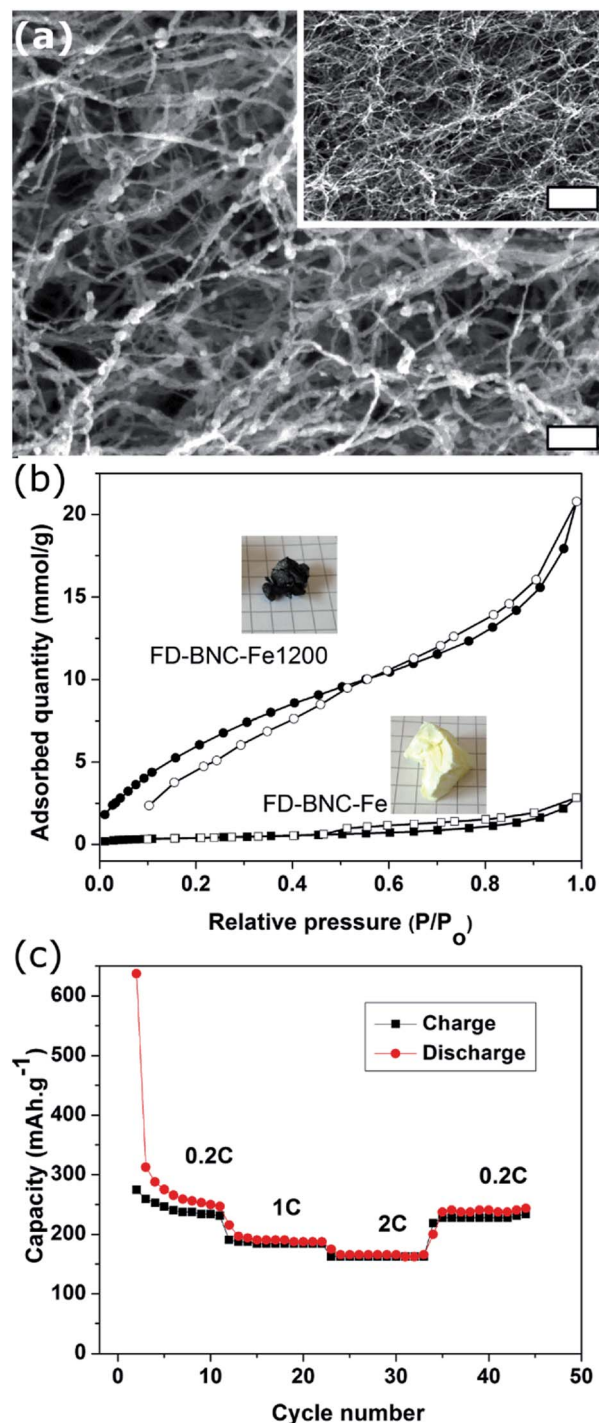 (a)
(b)
20
15
10
5
0
Adsorbed quantity (mmol/g)
FD-BNC-Fe1200
FD-BNC-Fe
0.0 0.2 0.4 0.6 0.8 1.0
Relative pressure (P/Po)
(c)
600
500
400
300
200
100
0
Capacity (mAh.g-1)
Charge
Discharge
0.2C
1C
2C
0.2C
0 10 20 30 40 50
Cycle number